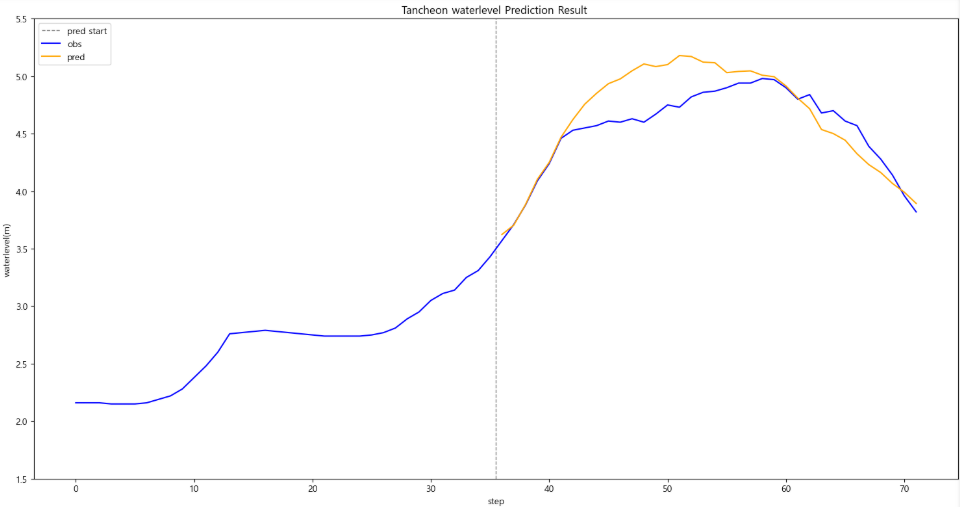 Tancheon waterlevel Prediction Result
pred start
obs
pred
5.5
5.0
4.5
4.0
3.5
3.0
2.5
2.0
1.5
waterlevel(m)
0 10 20 30 40 50 60 70
step